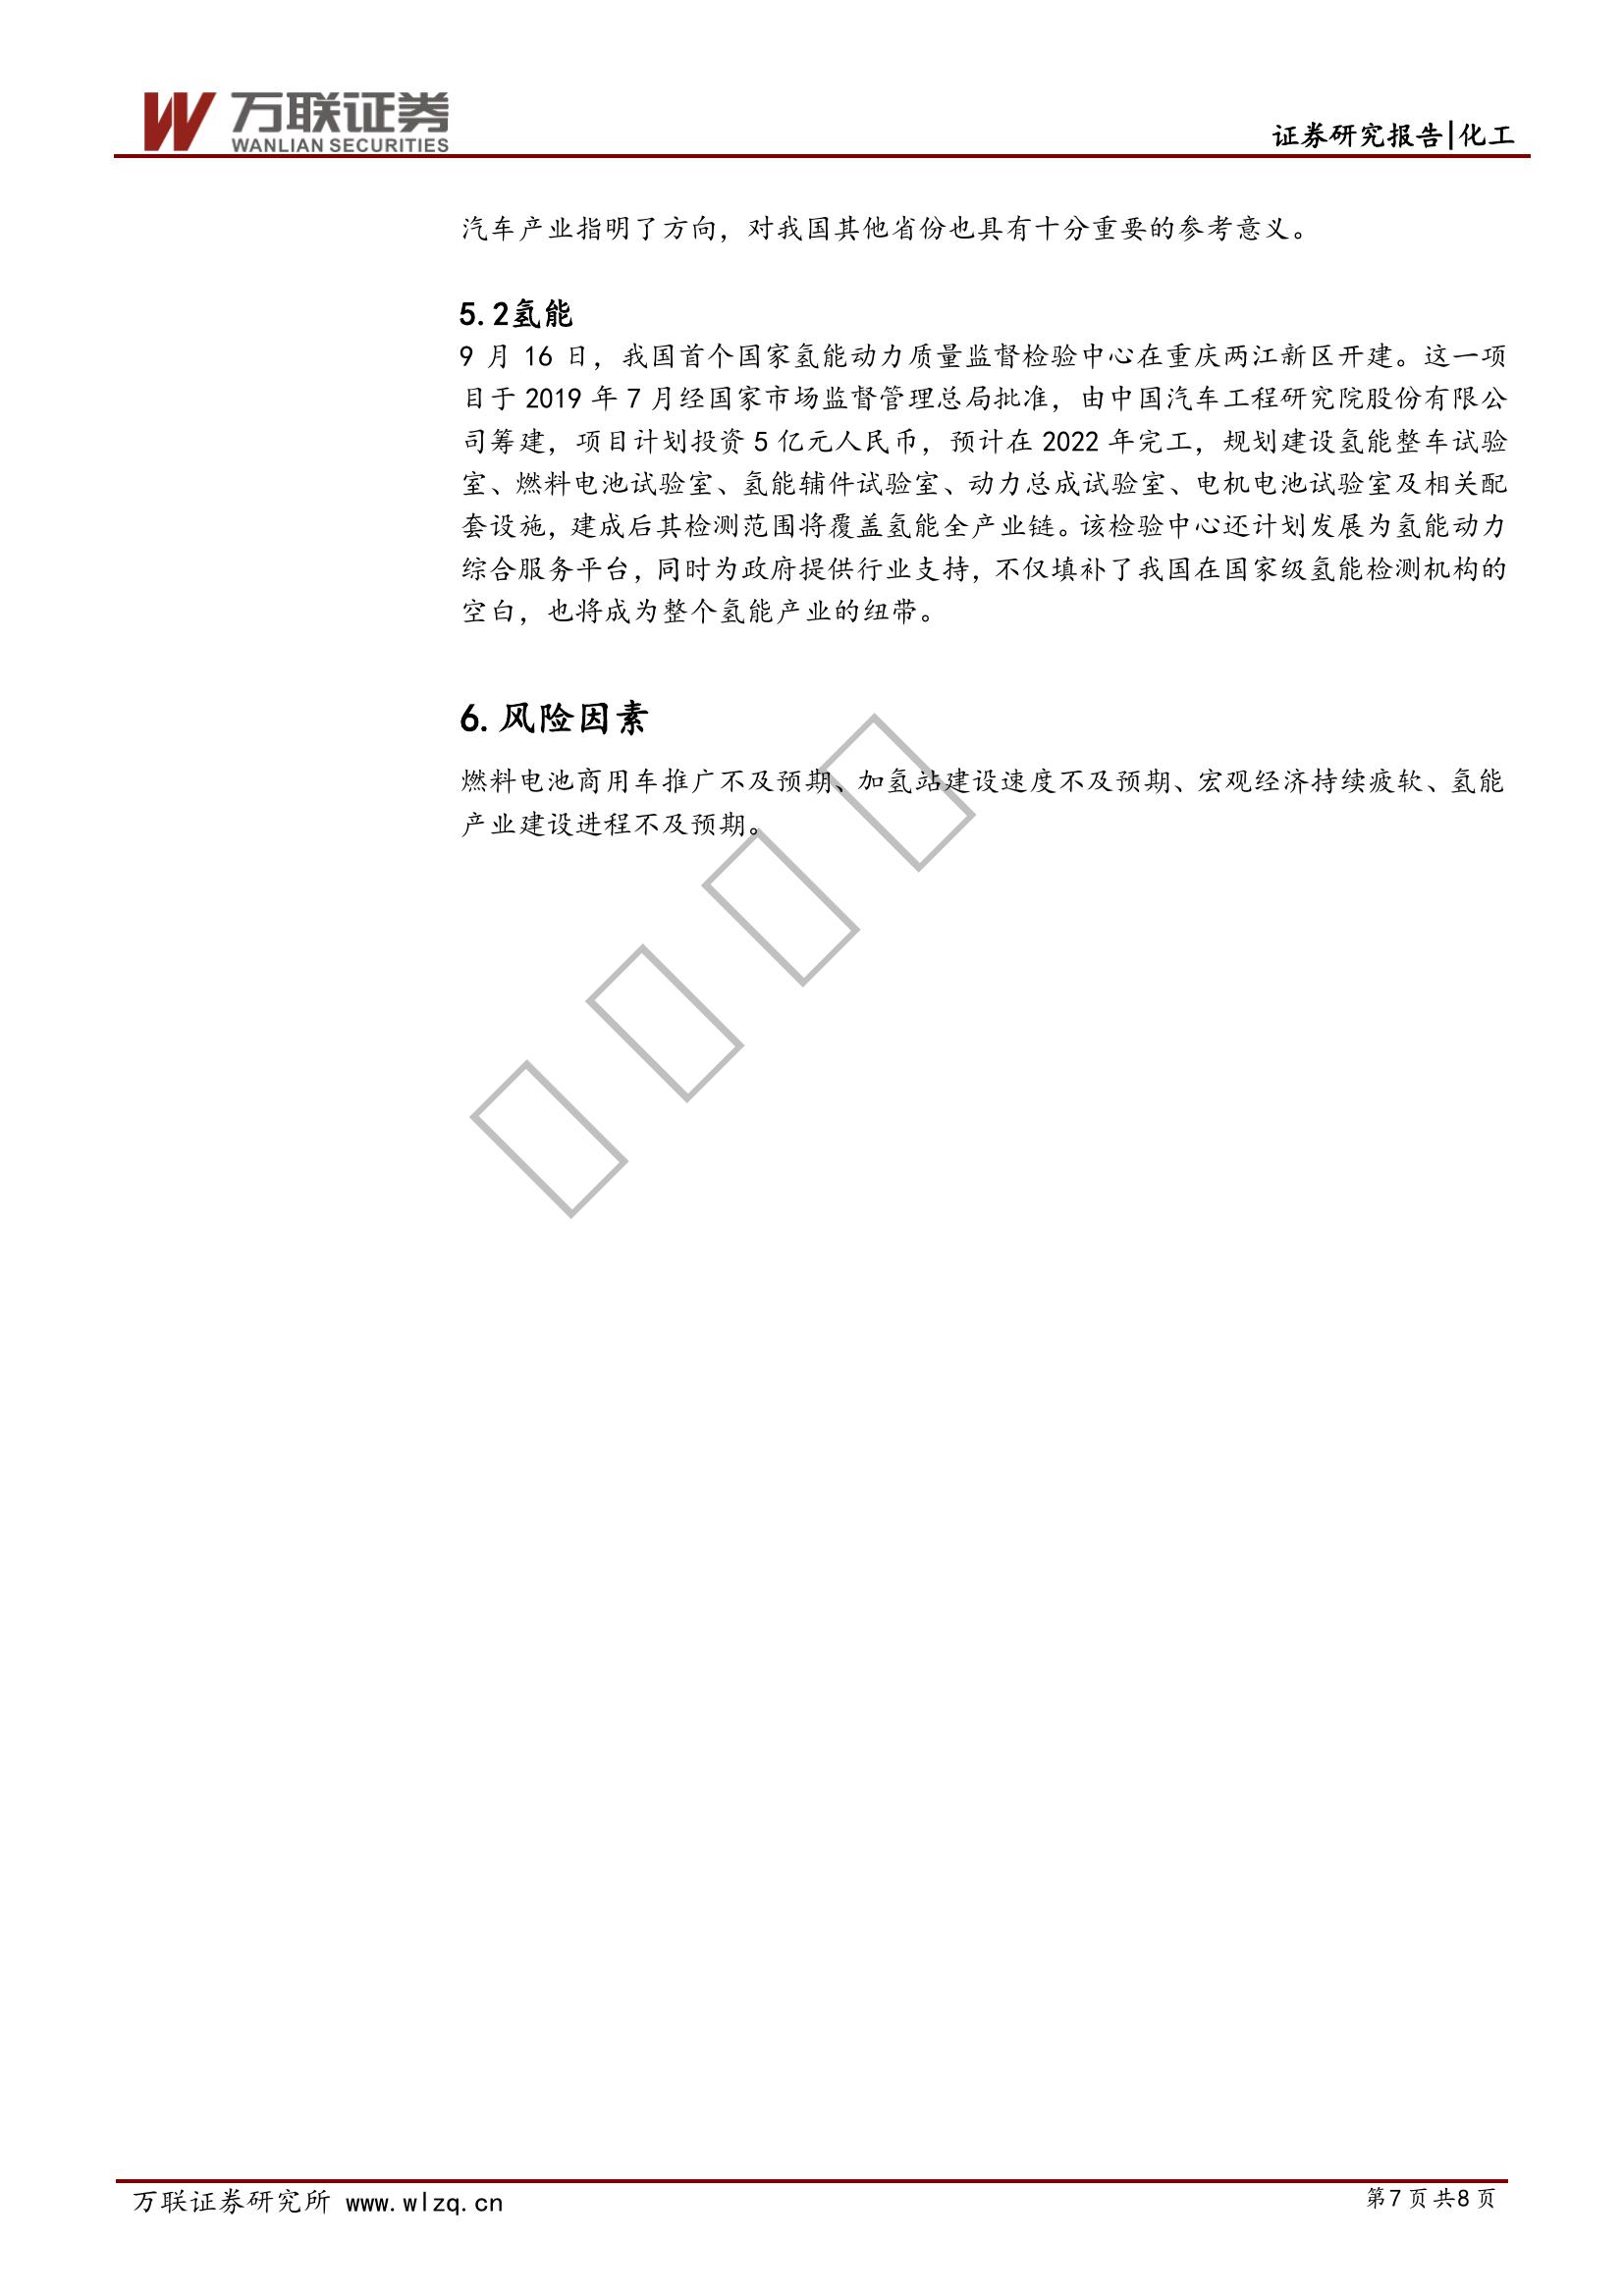 万联证券
WANLIAN SECURITIES
证券研究报告|化工
汽车产业指明了方向，对我国其他省份也具有十分重要的参考意义。
5.2氢能
9 月 16 日，我国首个国家氢能动力质量监督检验中心在重庆两江新区开建。这一项
目于 2019 年 7 月经国家市场监督管理总局批准，由中国汽车工程研究院股份有限公
司筹建，项目计划投资 5 亿元人民币，预计在 2022 年完工，规划建设氢能整车试验
室、燃料电池试验室、氢能辅件试验室、动力总成试验室、电机电池试验室及相关配
套设施，建成后其检测范围将覆盖氢能全产业链。该检验中心还计划发展为氢能动力
综合服务平台，同时为政府提供行业支持，不仅填补了我国在国家级氢能检测机构的
空白，也将成为整个氢能产业的纽带。
6.风险因素
燃料电池商用车推广不及预期、加氢站建设速度不及预期、宏观经济持续疲软、氢能
产业建设进程不及预期。
万联证券研究所 www.wlzq.cn
第7页共8页